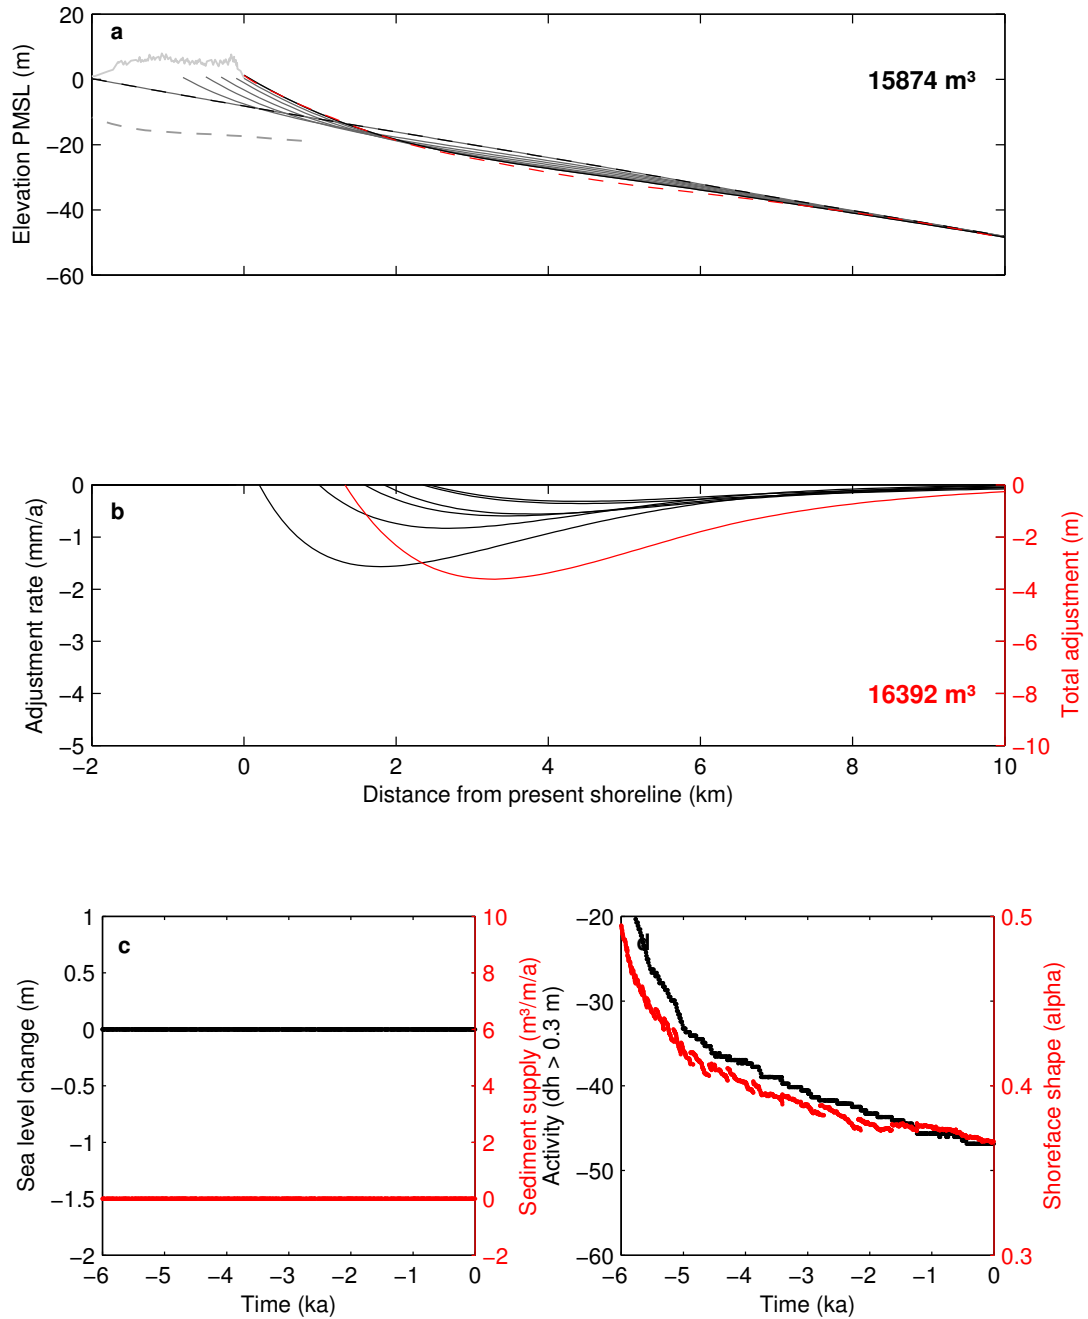 20
0
−20
−40
−60
Elevation PMSL (m)
a
15874 m³
0
−1
−2
−3
−4
−5
Adjustment rate (mm/a)
b
16392 m³
0
−2
−4
−6
−8
−10
Total adjustment (m)
−2 0 2 4 6 8 10
Distance from present shoreline (km)
1
0.5
0
−0.5
−1
−1.5
−2
Sea level change (m)
c
10
8
6
4
2
0
−2
Sediment supply (m³/m/a)
−6 −5 −4 −3 −2 −1 0
Time (ka)
−20
−30
−40
−50
−60
Activity (dh > 0.3 m)
d
0.5
0.4
0.3
Shoreface shape (alpha)
−6 −5 −4 −3 −2 −1 0
Time (ka)